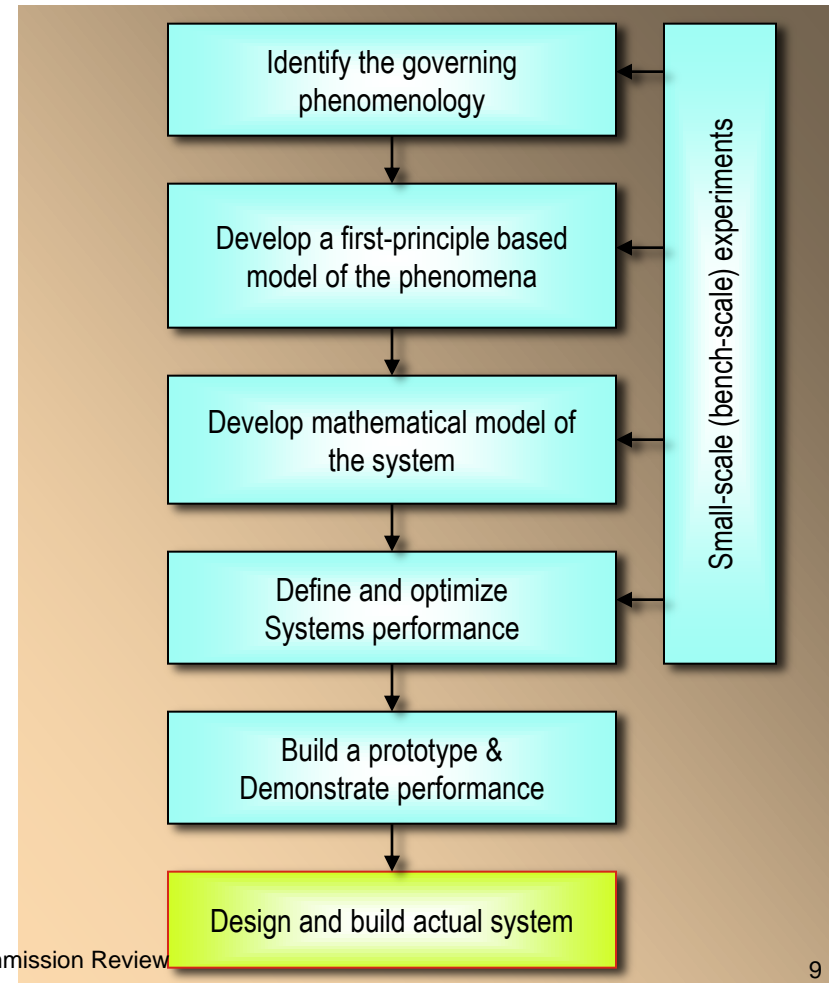 Identify the governing
phenomenology
Develop a first-principle based
model of the phenomena
Develop mathematical model of
the system
Define and optimize
Systems performance
Build a prototype &
Demonstrate performance
Design and build actual system
Small-scale (bench-scale) experiments
Review
9